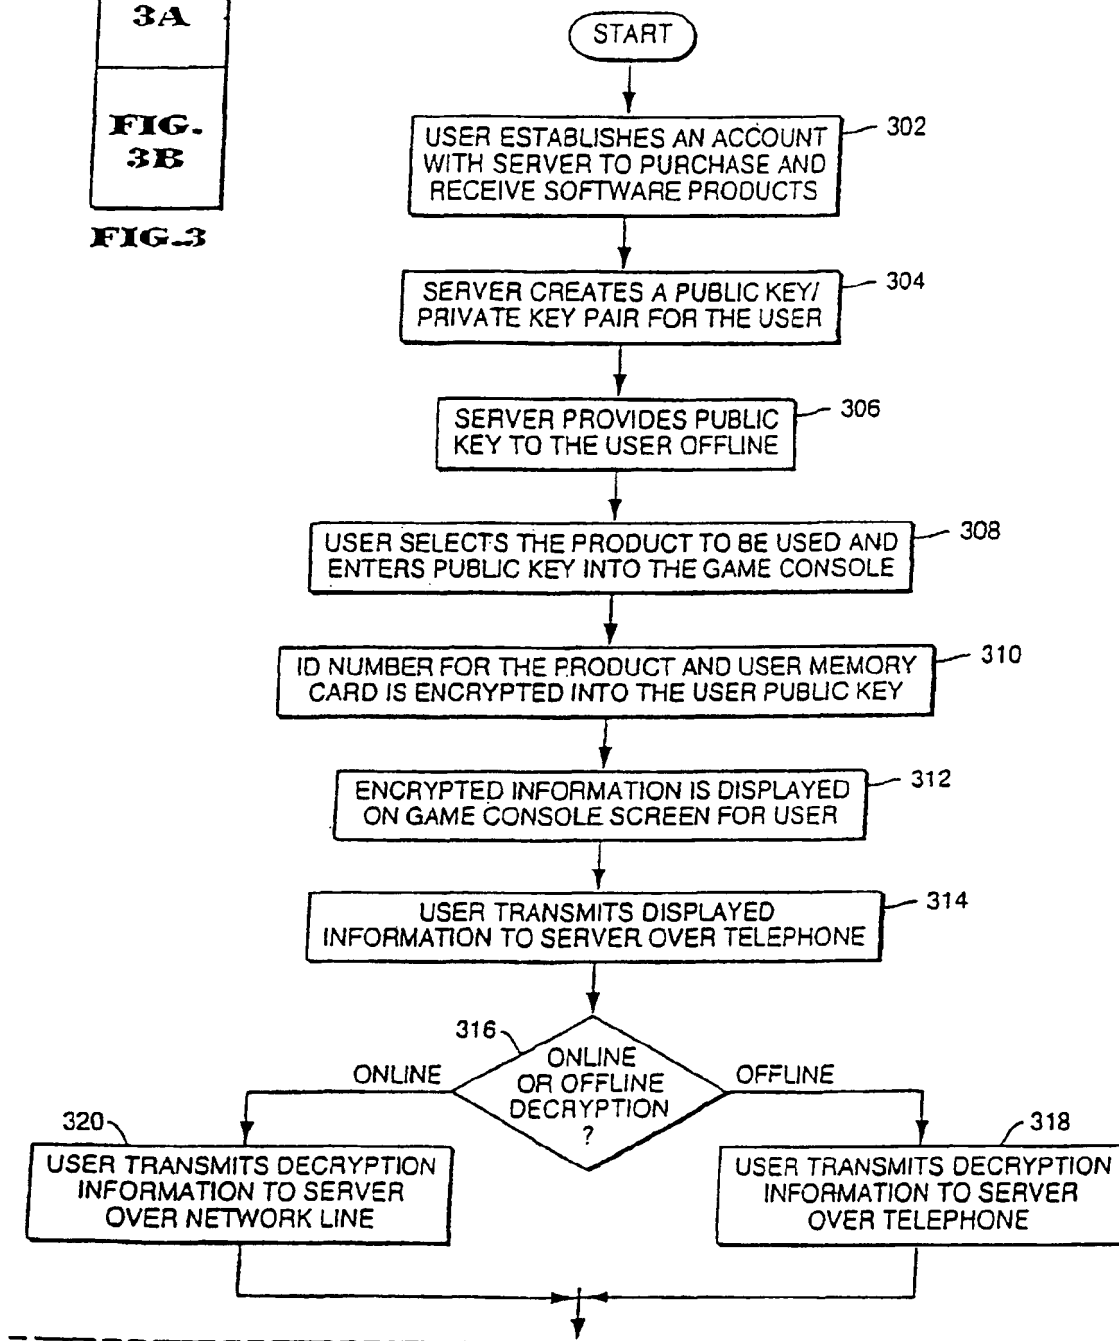 3A
FIG.
3B
FIG.3
START
302
USER ESTABLISHES AN ACCOUNT
WITH SERVER TO PURCHASE AND
RECEIVE SOFTWARE PRODUCTS
304
SERVER CREATES A PUBLIC KEY/
PRIVATE KEY PAIR FOR THE USER
306
SERVER PROVIDES PUBLIC
KEY TO THE USER OFFLINE
308
USER SELECTS THE PRODUCT TO BE USED AND
ENTERS PUBLIC KEY INTO THE GAME CONSOLE
310
ID NUMBER FOR THE PRODUCT AND USER MEMORY
CARD IS ENCRYPTED INTO THE USER PUBLIC KEY
312
ENCRYPTED INFORMATION IS DISPLAYED
ON GAME CONSOLE SCREEN FOR USER
314
USER TRANSMITS DISPLAYED
INFORMATION TO SERVER OVER TELEPHONE
316
ONLINE
OR OFFLINE
DECRYPTION
?
ONLINE
OFFLINE
320
USER TRANSMITS DECRYPTION
INFORMATION TO SERVER
OVER NETWORK LINE
318
USER TRANSMITS DECRYPTION
INFORMATION TO SERVER
OVER TELEPHONE